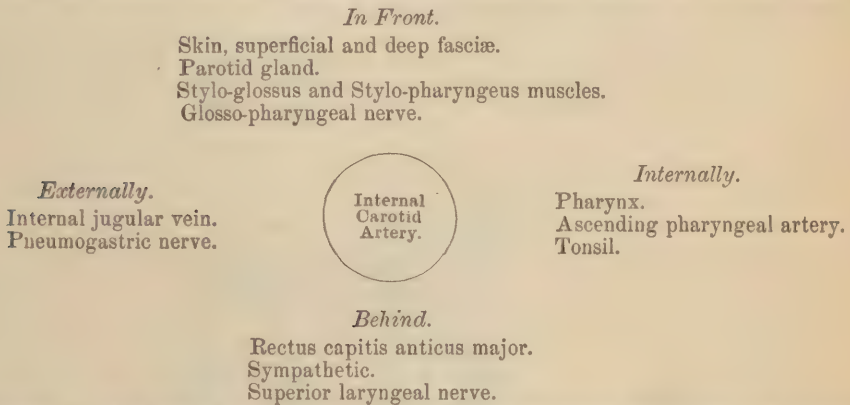 In Front.
Skin, superficial and deep fasciæ.
Parotid gland.
Stylo-glossus and Stylo-pharyngeus muscles.
Glosso-pharyngeal nerve.
Externally.
Internal jugular vein.
Pneumogastric nerve.
Internal
Carotid
Artery.
Internally.
Pharynx.
Ascending pharyngeal artery.
Tonsil.
Behind.
Rectus capitis anticus major.
Sympathetic.
Superior laryngeal nerve.